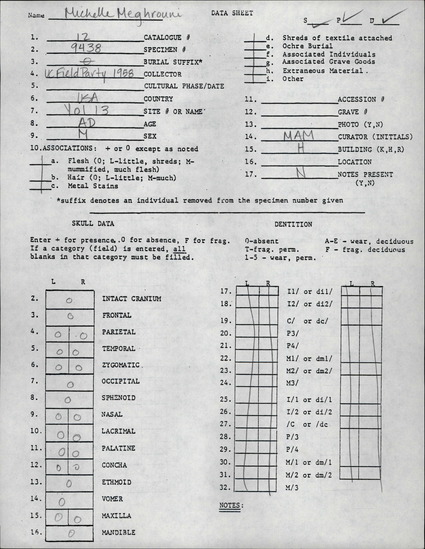 Name Michelle Meghrouni DATA SHEET S ✓ P ✓ D ✓
1. 12 CATALOGUE #
2. 9438 SPECIMEN #
3. BURIAL SUFFIX*
4. Field Party 1958 COLLECTOR
5. CULTURAL PHASE/DATE
6. COUNTRY
7. Vol 13 SITE # OR NAME
8. AD AGE
9. M SEX
10. ASSOCIATIONS: + or 0 except as noted
a. Flesh (0; L-little, shreds; M-
mummified, much flesh)
b. Hair (0; L-little; M-much)
c. Metal Stains
d. Shreds of textile attached
e. Ochre Burial
f. Associated Individuals
g. Associated Grave Goods
h. Extraneous Material.
i. Other
11. ACCESSION #
12. GRAVE #
13. PHOTO (Y,N)
14. MAM CURATOR (INITIALS)
15. H BUILDING (K,H,R)
16. LOCATION
17. N NOTES PRESENT
(Y,N)
*suffix denotes an individual removed from the specimen number given
SKULL DATA
Enter + for presence, 0 for absence, F for frag.
If a category (field) is entered, all
blanks in that category must be filled.
L R
2. 0 INTACT CRANIUM
3. 0 FRONTAL
4. 0 0 PARIETAL
5. 0 0 TEMPORAL
6. 0 0 ZYGOMATIC
7. 0 OCCIPITAL
8. 0 SPHENOID
9. 0 0 NASAL
10. 0 0 LACRIMAL
11. 0 0 PALATINE
12. 0 0 CONCHA
13. 0 ETHMOID
14. 0 VOMER
15. 0 0 MAXILLA
16. 0 MANDIBLE
DENTITION
0-absent A-E - wear, deciduous
T-frag. perm. F - frag, deciduous
1-5 - wear, perm.
L R L R
17. I1/ or di1/
18. I2/ or di2/
19. C/ or dc/
20. P3/
21. P4/
22. M1/ or dm1/
23. M2/ or dm2/
24. M3/
25. I/1 or di/1
26. I/2 or di/2
27. /C or /dc
28. P/3
29. P/4
30. M/1 or dm/1
31. M/2 or dm/2
32. M/3
NOTES: